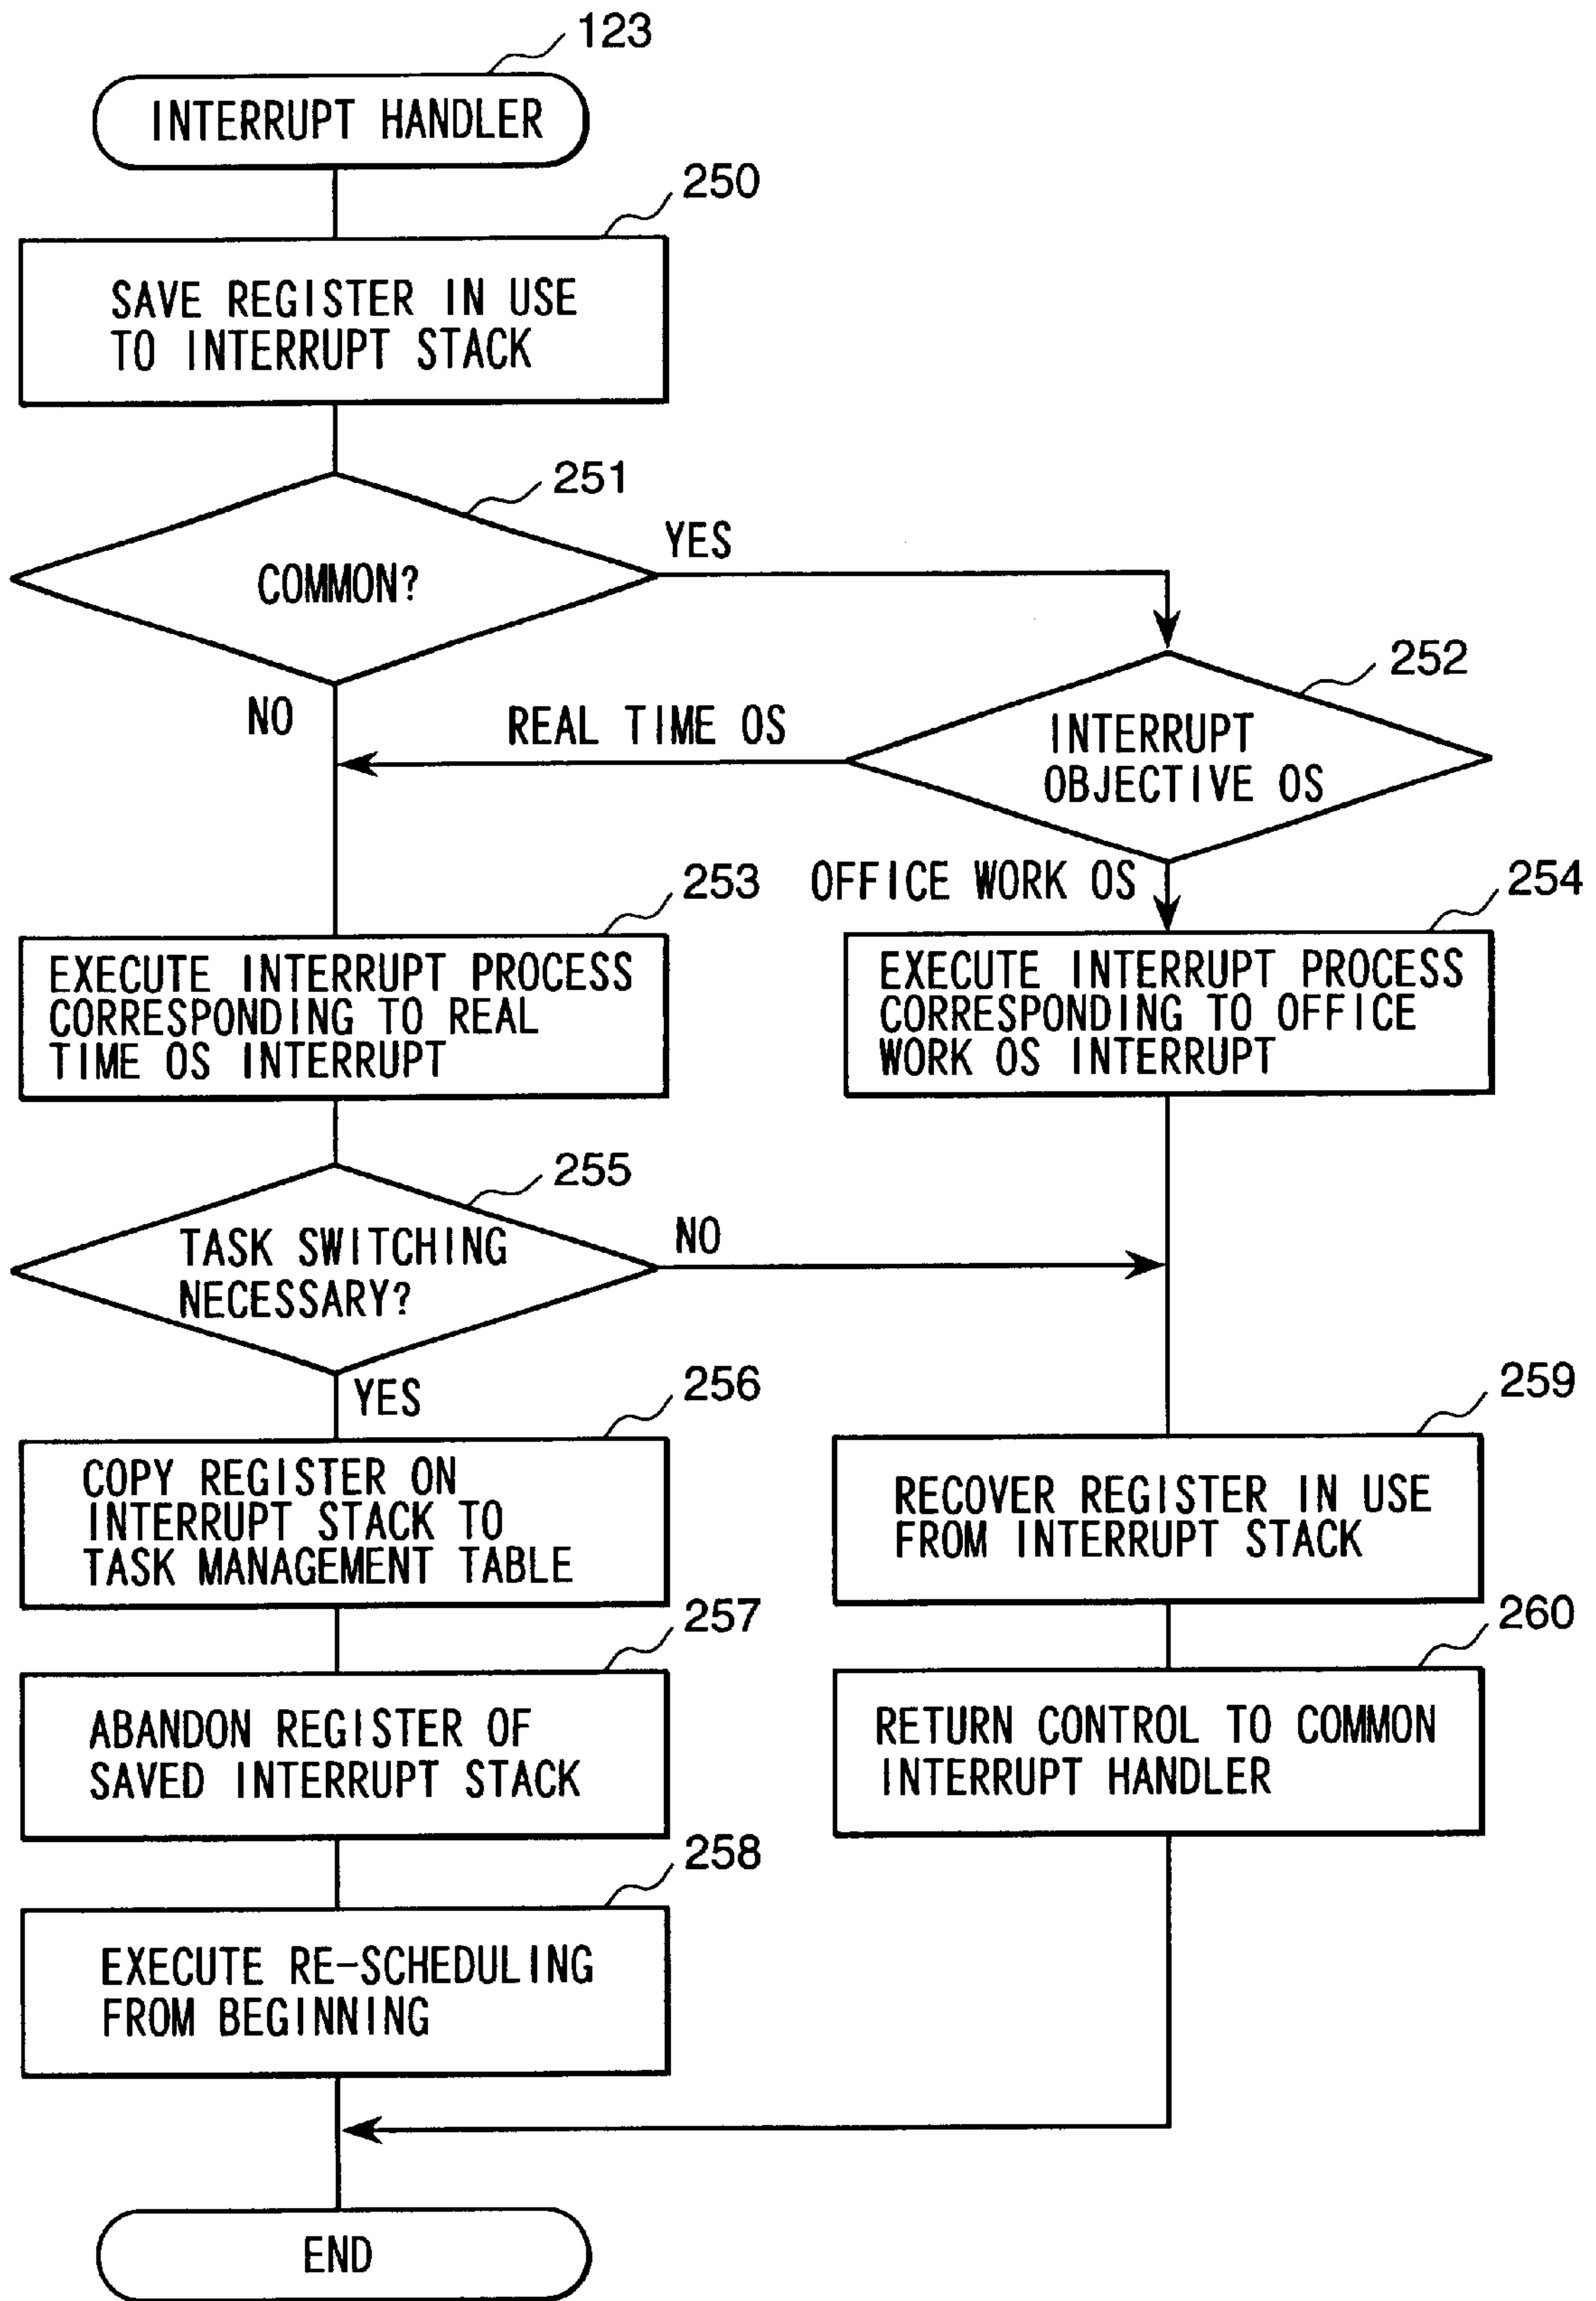 123
INTERRUPT HANDLER
250
SAVE REGISTER IN USE
TO INTERRUPT STACK
251
COMMON?
YES
NO
252
INTERRUPT
OBJECTIVE OS
REAL TIME OS
OFFICE WORK OS
253
EXECUTE INTERRUPT PROCESS
CORRESPONDING TO REAL
TIME OS INTERRUPT
254
EXECUTE INTERRUPT PROCESS
CORRESPONDING TO OFFICE
WORK OS INTERRUPT
255
TASK SWITCHING
NECESSARY?
NO
YES
256
COPY REGISTER ON
INTERRUPT STACK TO
TASK MANAGEMENT TABLE
259
RECOVER REGISTER IN USE
FROM INTERRUPT STACK
257
ABANDON REGISTER OF
SAVED INTERRUPT STACK
260
RETURN CONTROL TO COMMON
INTERRUPT HANDLER
258
EXECUTE RE-SCHEDULING
FROM BEGINNING
END